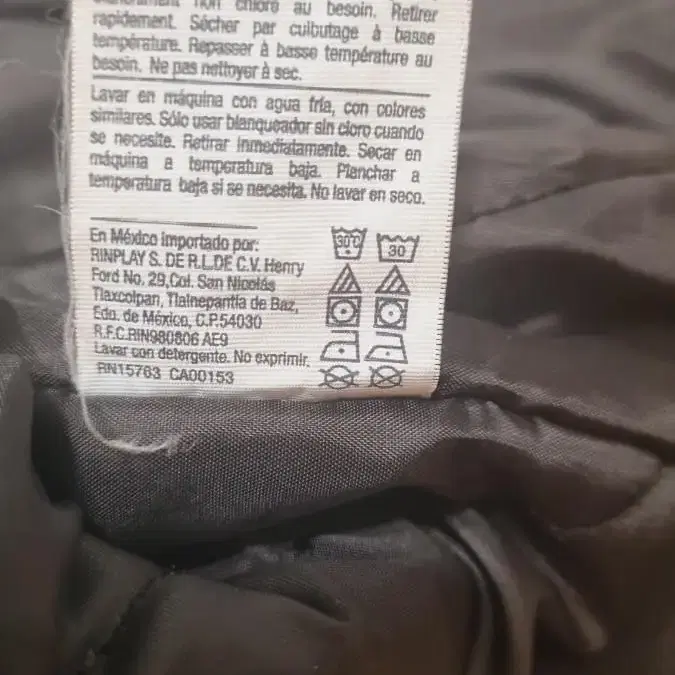 non chloré au besoin. Retirer
rapidement. Sécher par culbutage à basse
température. Repasser à basse température au
besoin. Ne pas nettoyer à sec.
Lavar en máquina con agua fría, con colores
similares. Sólo usar blanqueador sin cloro cuando
se necesite. Retirar inmediatamente. Secar en
máquina a temperatura baja. Planchar a
temperatura baja si se necesita. No lavar en seco.
En México importado por:
RINPLAY S. DE R.L.DE C.V. Henry
Ford No. 29,Col. San Nicolás
Tlaxcolpan, Tlalnepantla de Baz,
Edo. de México, C.P.54030
R.F.C.RIN980806 AE9
Lavar con detergente. No exprimir.
RN15763 CA00153
30°C
30